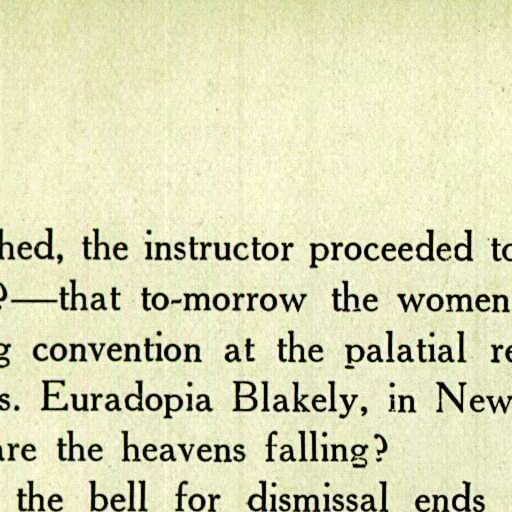 hed, the instructor proceeded to
?—that to-morrow the women
g convention at the palatial re
s. Euradopia Blakely, in New
are the heavens falling?
the bell for dismissal ends